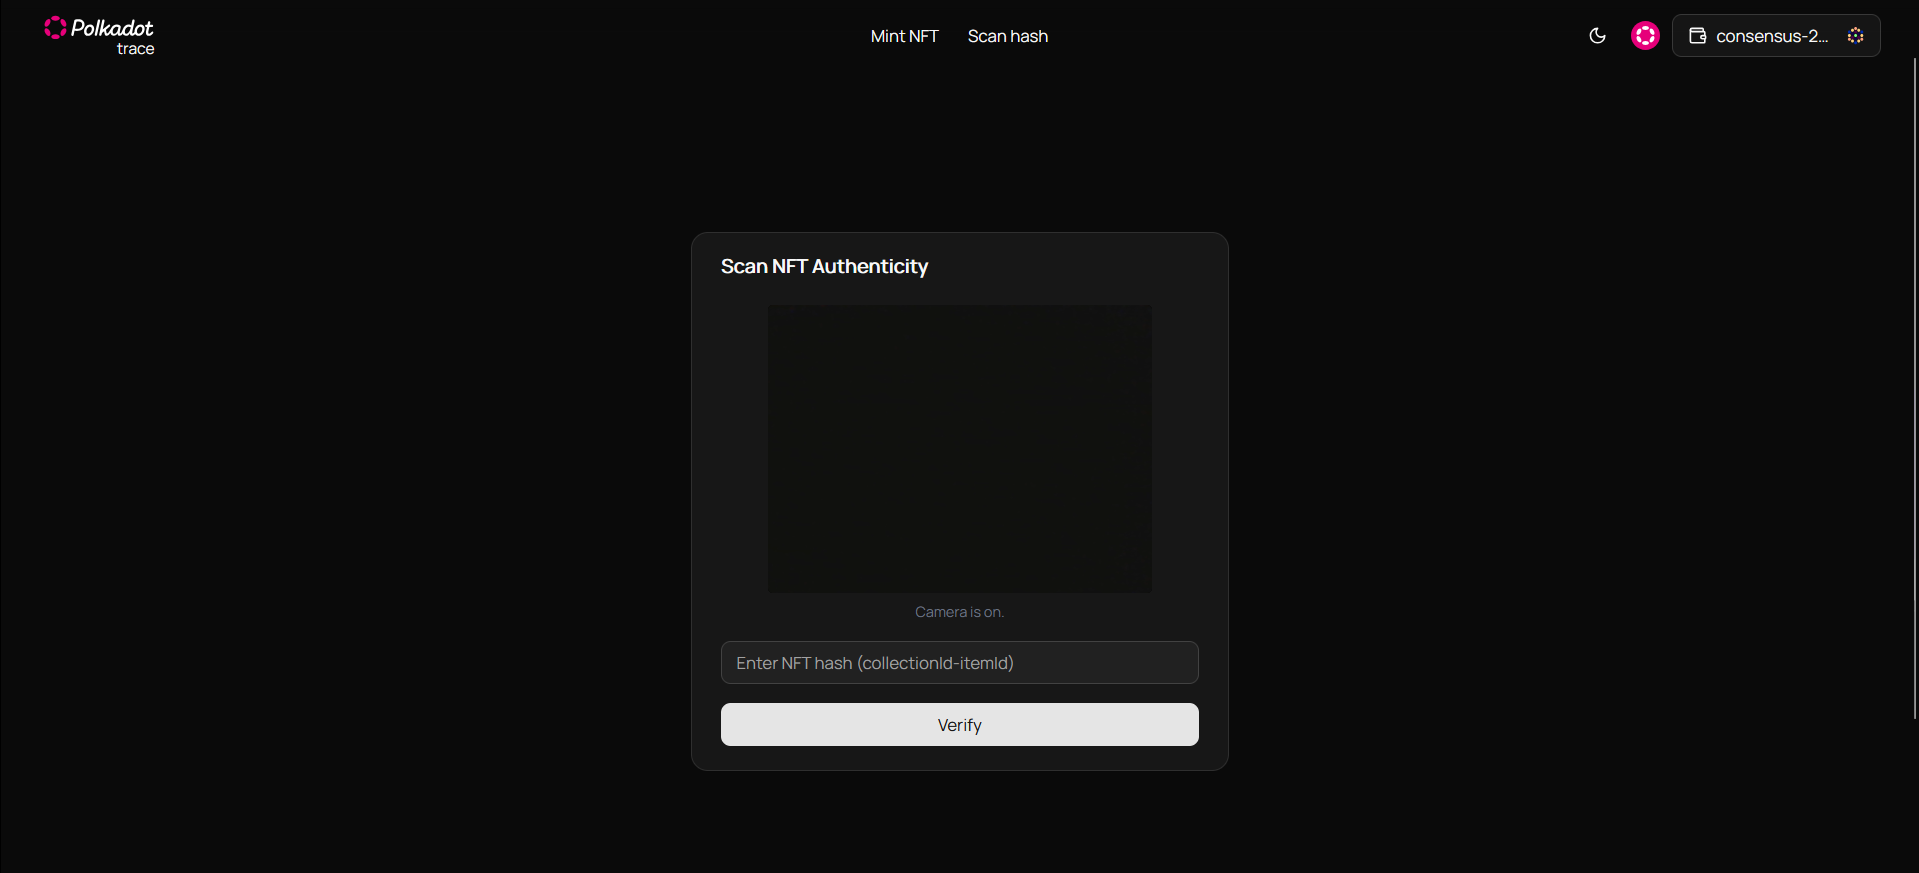 Polkadot
trace
Mint NFT
Scan hash
consensus-2...
Scan NFT Authenticity
Camera is on.
Enter NFT hash (collectionId-itemId)
Verify